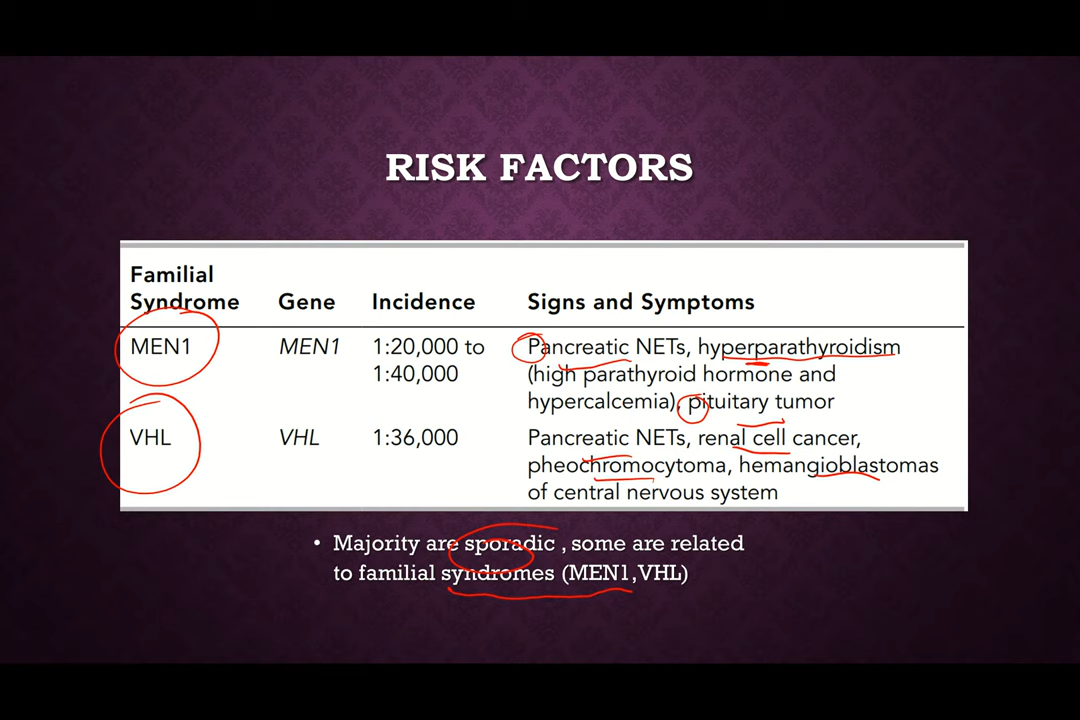 RISK FACTORS
Familial
Syndrome Gene Incidence Signs and Symptoms
MEN1 MEN1 1:20,000 to Pancreatic NETs, hyperparathyroidism
1:40,000 (high parathyroid hormone and
hypercalcemia), pituitary tumor
VHL VHL 1:36,000 Pancreatic NETs, renal cell cancer,
pheochromocytoma, hemangioblastomas
of central nervous system
• Majority are sporadic , some are related
to familial syndromes (MEN1,VHL)